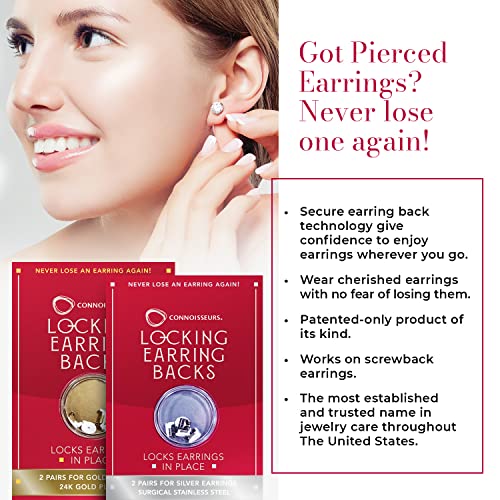 Got Pierced
Earrings?
Never lose
one again!
• Secure earring back
technology give
confidence to enjoy
earrings wherever you go.
• Wear cherished earrings
with no fear of losing them.
• Patented-only product of
its kind.
• Works on screwback
earrings.
• The most established
and trusted name in
jewelry care throughout
The United States.
NEVER LOSE AN EARRING AGAIN!
CONNOISSEURS
LOCKING
EARRING
BACKS
LOCKS
IN PLACE
2 PAIRS FOR GOLD
24K GOLD
NEVER LOSE AN EARRING AGAIN!
CONNOISSEURS.
LOCKING
EARRING
BACKS
LOCKS EARRINGS
IN PLACE
2 PAIRS FOR SILVER EARRINGS
SURGICAL STAINLESS STEEL